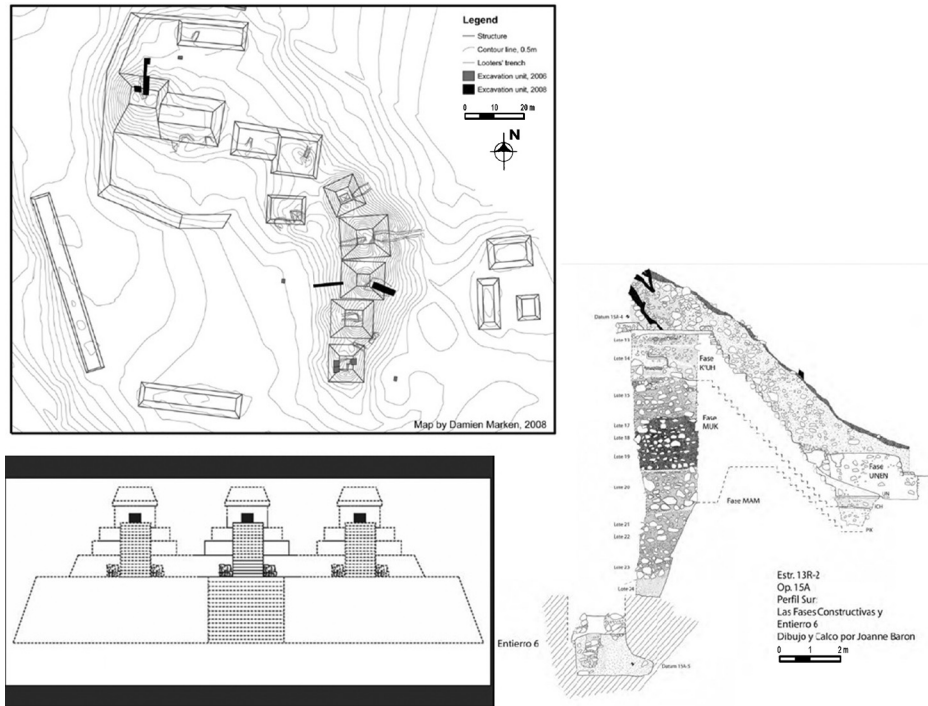 Legend
Structure
Contour line, 0.5m
Looters' trench
Excavation unit, 2006
Excavation unit, 2008
0 10 20 m
N
Map by Damien Marken, 2008
Datum 15A-4
Lote 13
Lote 14
Fase
K'UH
Lote 15
Fase
MUK
Lote 17
Lote 18
Lote 19
Lote 20
Fase MAM
Lote 21
Lote 22
Lote 23
Lote 24
Fase
UNEN
UN
ICH
PIK
Entierro 6
Datum 15A-5
Estr. 13R-2
Op. 15A
Perfil Sur:
Las Fases Constructivas y
Entierro 6
Dibujo y Calco por Joanne Baron
0 1 2 m